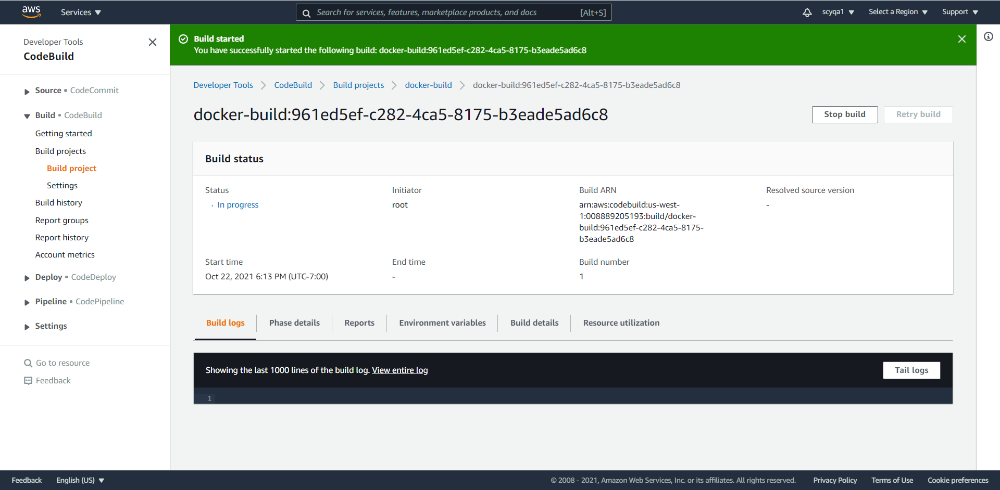 aws
Services
Search for services, features, marketplace products, and docs [Alt+S]
scyqa1
Select a Region
Support
Developer Tools
CodeBuild
Source • CodeCommit
Build • CodeBuild
Getting started
Build projects
Build project
Settings
Build history
Report groups
Report history
Account metrics
Deploy • CodeDeploy
Pipeline • CodePipeline
Settings
Go to resource
Feedback
Build started
You have successfully started the following build: docker-build:961ed5ef-c282-4ca5-8175-b3eade5ad6c8
Developer Tools > CodeBuild > Build projects > docker-build > docker-build:961ed5ef-c282-4ca5-8175-b3eade5ad6c8
docker-build:961ed5ef-c282-4ca5-8175-b3eade5ad6c8
Stop build
Retry build
Build status
Status
In progress
Initiator
root
Build ARN
arn:aws:codebuild:us-west-
1:008889205193:build/docker-
build:961ed5ef-c282-4ca5-8175-
b3eade5ad6c8
Resolved source version
-
Start time
Oct 22, 2021 6:13 PM (UTC-7:00)
End time
-
Build number
1
Build logs
Phase details
Reports
Environment variables
Build details
Resource utilization
Showing the last 1000 lines of the build log. View entire log
Tail logs
1
Feedback
English (US)
© 2008 - 2021, Amazon Web Services, Inc. or its affiliates. All rights reserved.
Privacy Policy
Terms of Use
Cookie preferences